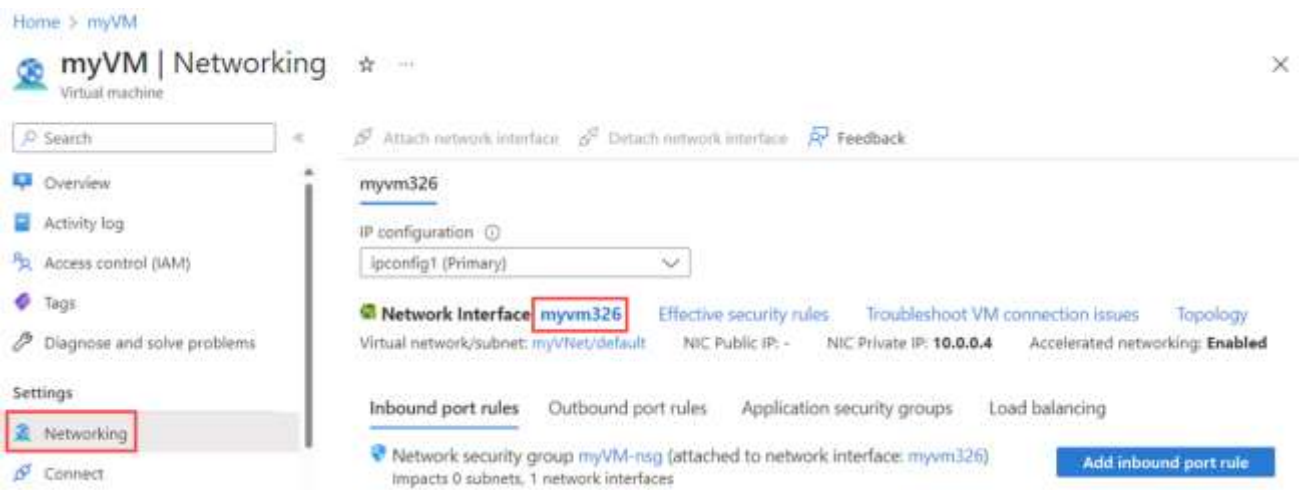 Home > myVM
myVM | Networking
Virtual machine
Search
Attach network interface Detach network interface Feedback
Overview
Activity log
Access control (IAM)
Tags
Diagnose and solve problems
Settings
Networking
Connect
myvm326
IP configuration
ipconfig1 (Primary)
Network Interface: myvm326 Effective security rules Troubleshoot VM connection issues Topology
Virtual network/subnet: myVNet/default NIC Public IP: - NIC Private IP: 10.0.0.4 Accelerated networking: Enabled
Inbound port rules Outbound port rules Application security groups Load balancing
Network security group myVM-nsg (attached to network interface: myvm326)
Impacts 0 subnets, 1 network interfaces
Add inbound port rule